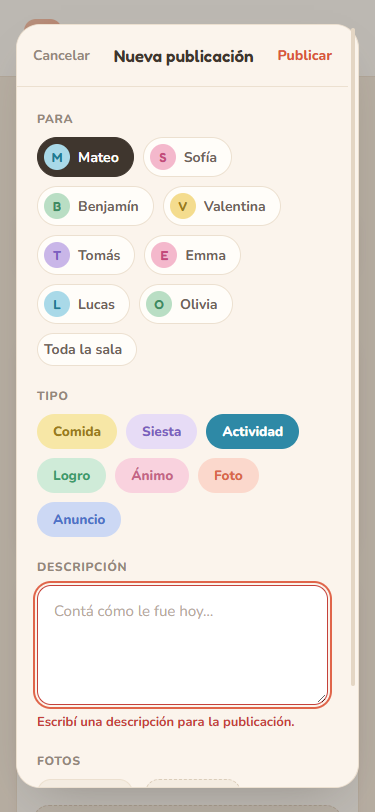 Cancelar Nueva publicación Publicar
PARA
M Mateo S Sofía
B Benjamín V Valentina
T Tomás E Emma
L Lucas O Olivia
Toda la sala
TIPO
Comida Siesta Actividad
Logro Ánimo Foto
Anuncio
DESCRIPCIÓN
Contá cómo le fue hoy...
Escribí una descripción para la publicación.
FOTOS